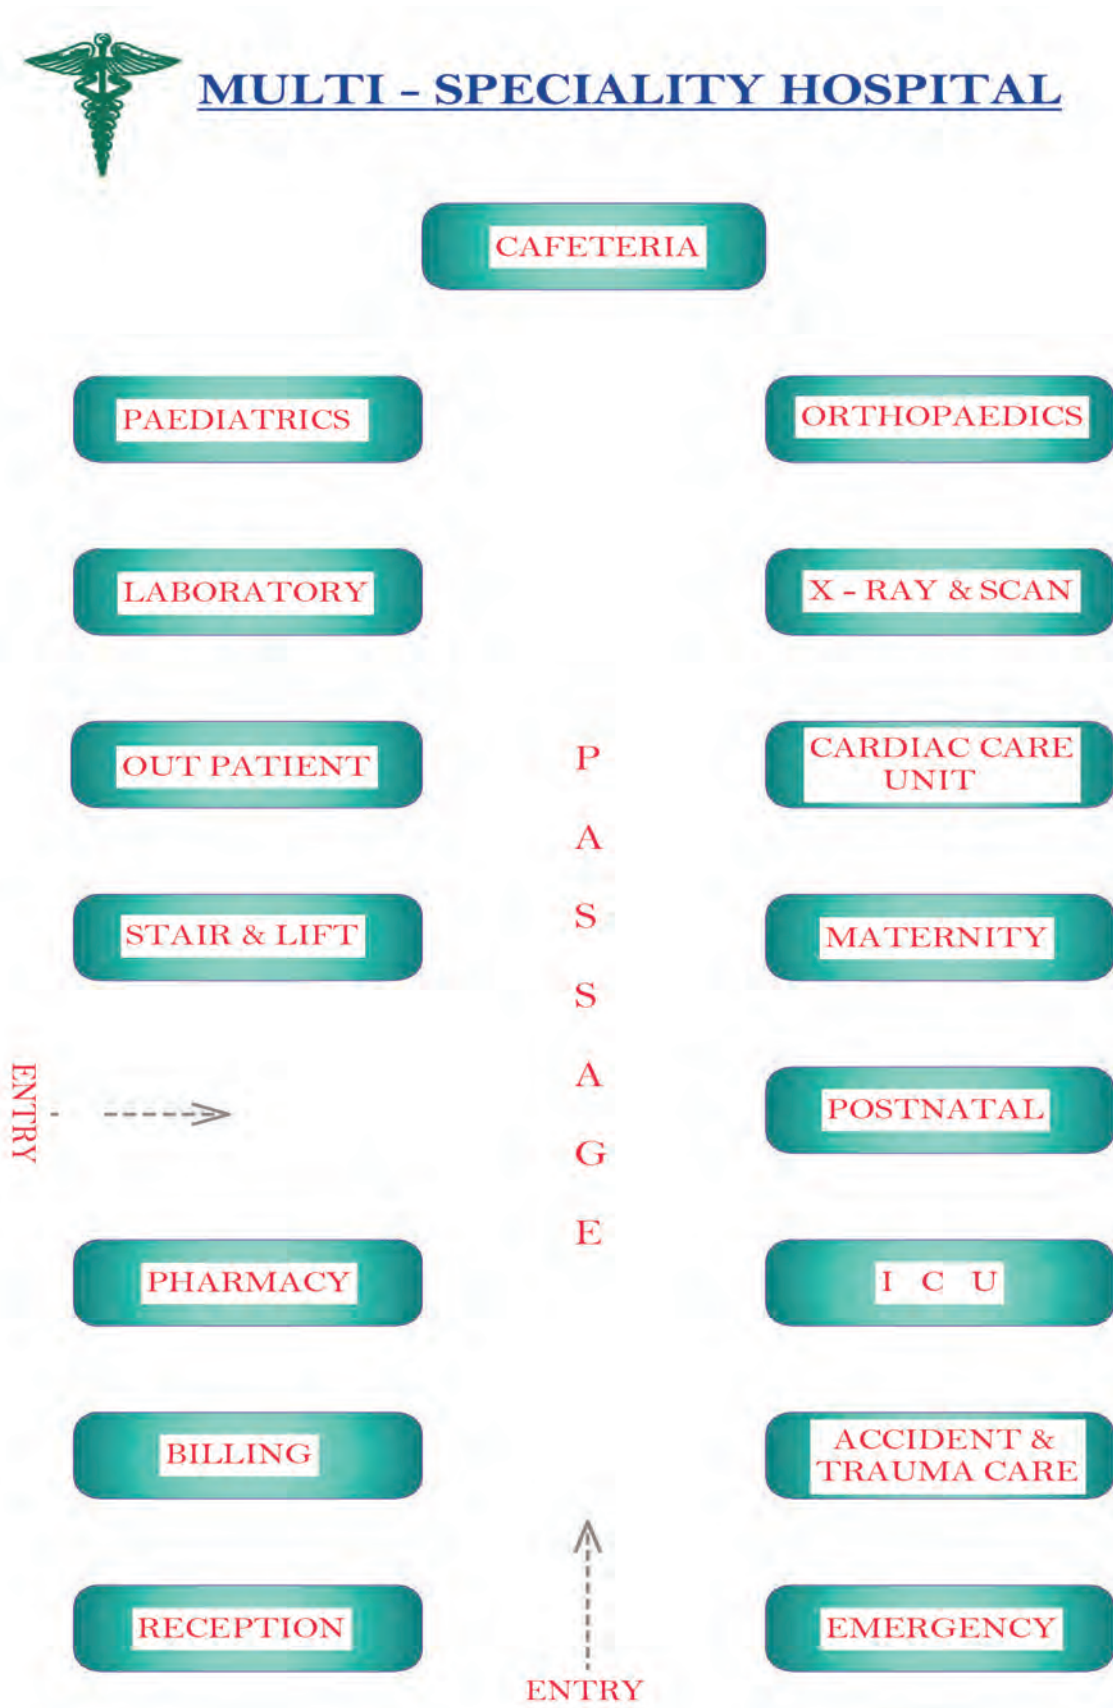 MULTI - SPECIALITY HOSPITAL
CAFETERIA
PAEDIATRICS
ORTHOPAEDICS
LABORATORY
X - RAY & SCAN
OUT PATIENT
CARDIAC CARE
UNIT
STAIR & LIFT
MATERNITY
PASSAGE
ENTRY
POSTNATAL
PHARMACY
I C U
BILLING
ACCIDENT &
TRAUMA CARE
RECEPTION
EMERGENCY
ENTRY